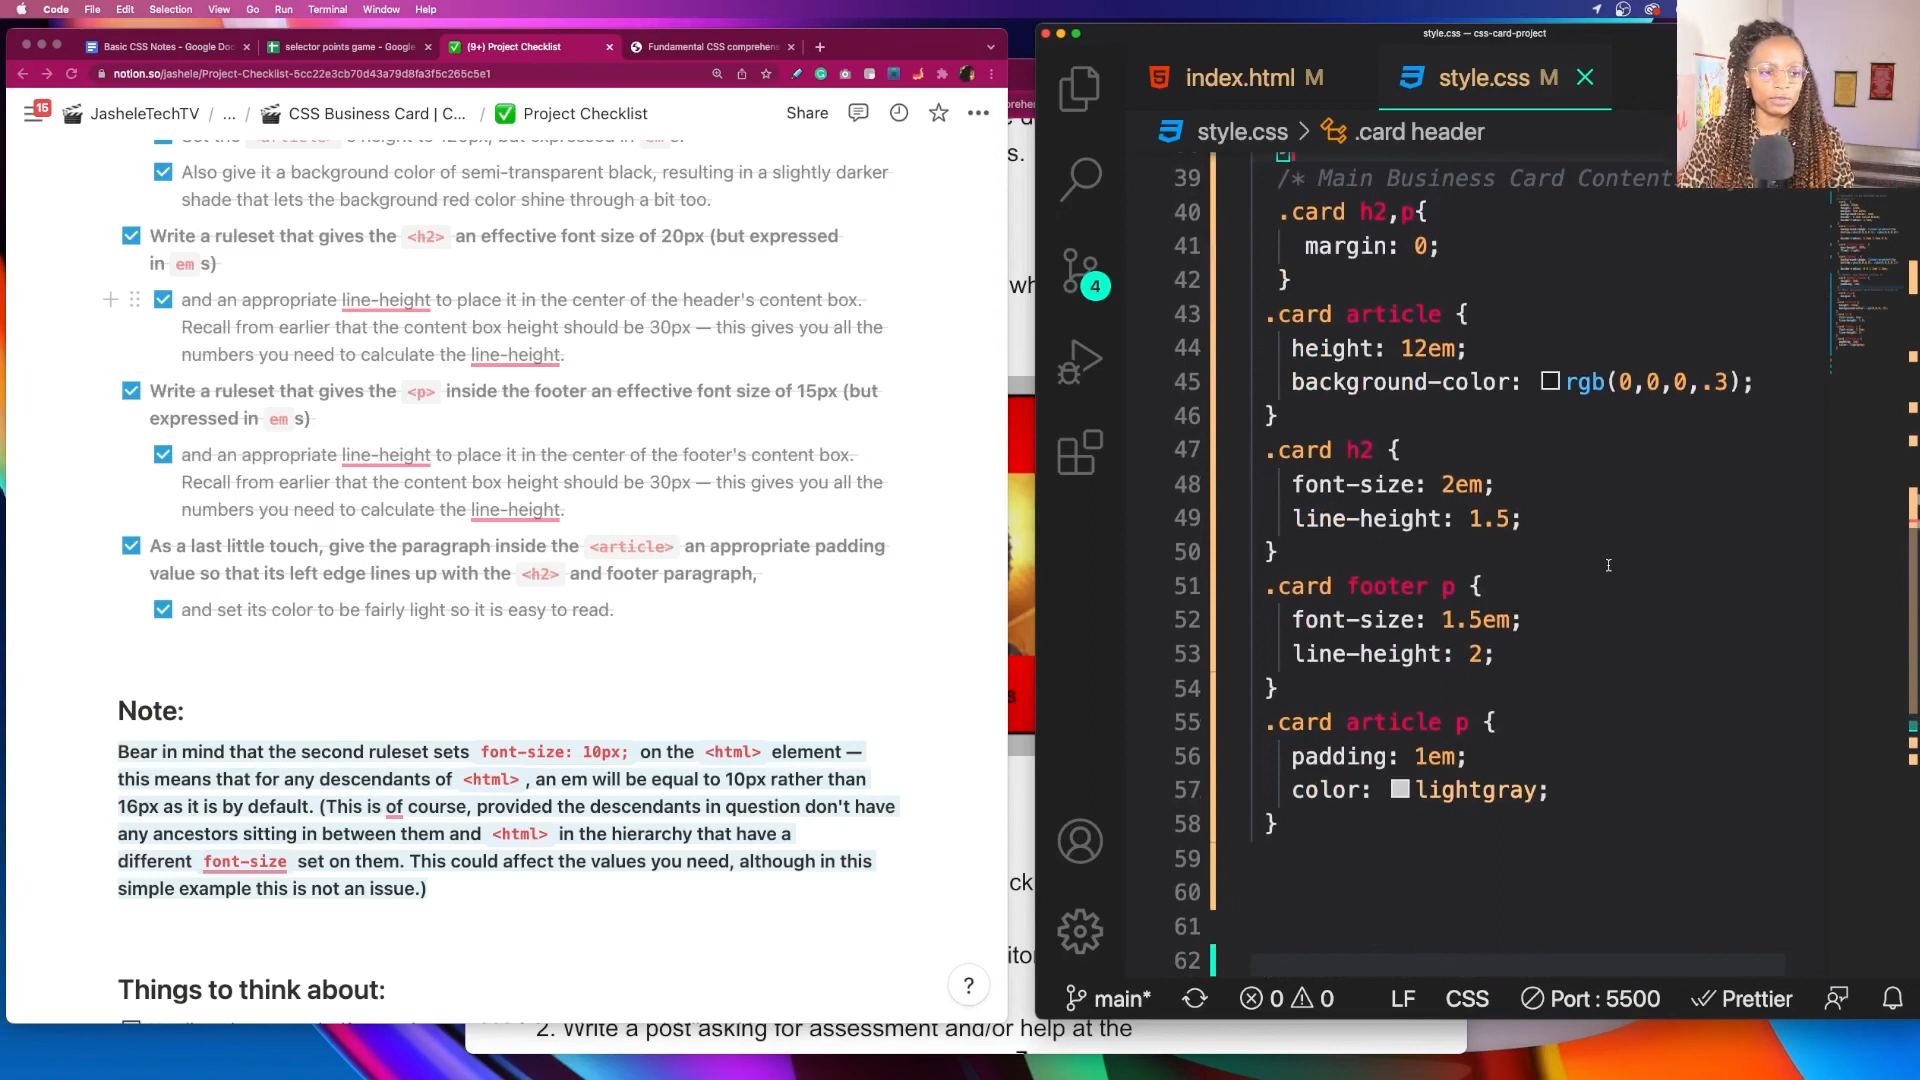 Code File Edit Selection View Go Run Terminal Window Help
Basic CSS Notes - Google Doc × selector points game - Google × (9+) Project Checklist × Fundamental CSS comprehens × +
notion.so/jashele/Project-Checklist-5cc22e3cb70d43a79d8fa3f5c265c5e1
15 JasheleTechTV / ... / CSS Business Card | C... / Project Checklist Share •••
Set the <article>'s height to 120px, but expressed in ems.
Also give it a background color of semi-transparent black, resulting in a slightly darker
shade that lets the background red color shine through a bit too.
Write a ruleset that gives the <h2> an effective font size of 20px (but expressed
in em s)
and an appropriate line-height to place it in the center of the header's content box.
Recall from earlier that the content box height should be 30px — this gives you all the
numbers you need to calculate the line-height.
Write a ruleset that gives the <p> inside the footer an effective font size of 15px (but
expressed in em s)
and an appropriate line-height to place it in the center of the footer's content box.
Recall from earlier that the content box height should be 30px — this gives you all the
numbers you need to calculate the line-height.
As a last little touch, give the paragraph inside the <article> an appropriate padding
value so that its left edge lines up with the <h2> and footer paragraph,
and set its color to be fairly light so it is easy to read.
Note:
Bear in mind that the second ruleset sets font-size: 10px; on the <html> element —
this means that for any descendants of <html> , an em will be equal to 10px rather than
16px as it is by default. (This is of course, provided the descendants in question don't have
any ancestors sitting in between them and <html> in the hierarchy that have a
different font-size set on them. This could affect the values you need, although in this
simple example this is not an issue.)
Things to think about:
?
2. Write a post asking for assessment and/or help at the
style.css — css-card-project
index.html M style.css M ×
style.css > .card header
4
39 /* Main Business Card Content
40 .card h2,p{
41 margin: 0;
42 }
43 .card article {
44 height: 12em;
45 background-color: rgb(0,0,0,.3);
46 }
47 .card h2 {
48 font-size: 2em;
49 line-height: 1.5;
50 }
51 .card footer p {
52 font-size: 1.5em;
53 line-height: 2;
54 }
55 .card article p {
56 padding: 1em;
57 color: lightgray;
58 }
59
60
61
62
main* 0 0 LF CSS Port : 5500 Prettier